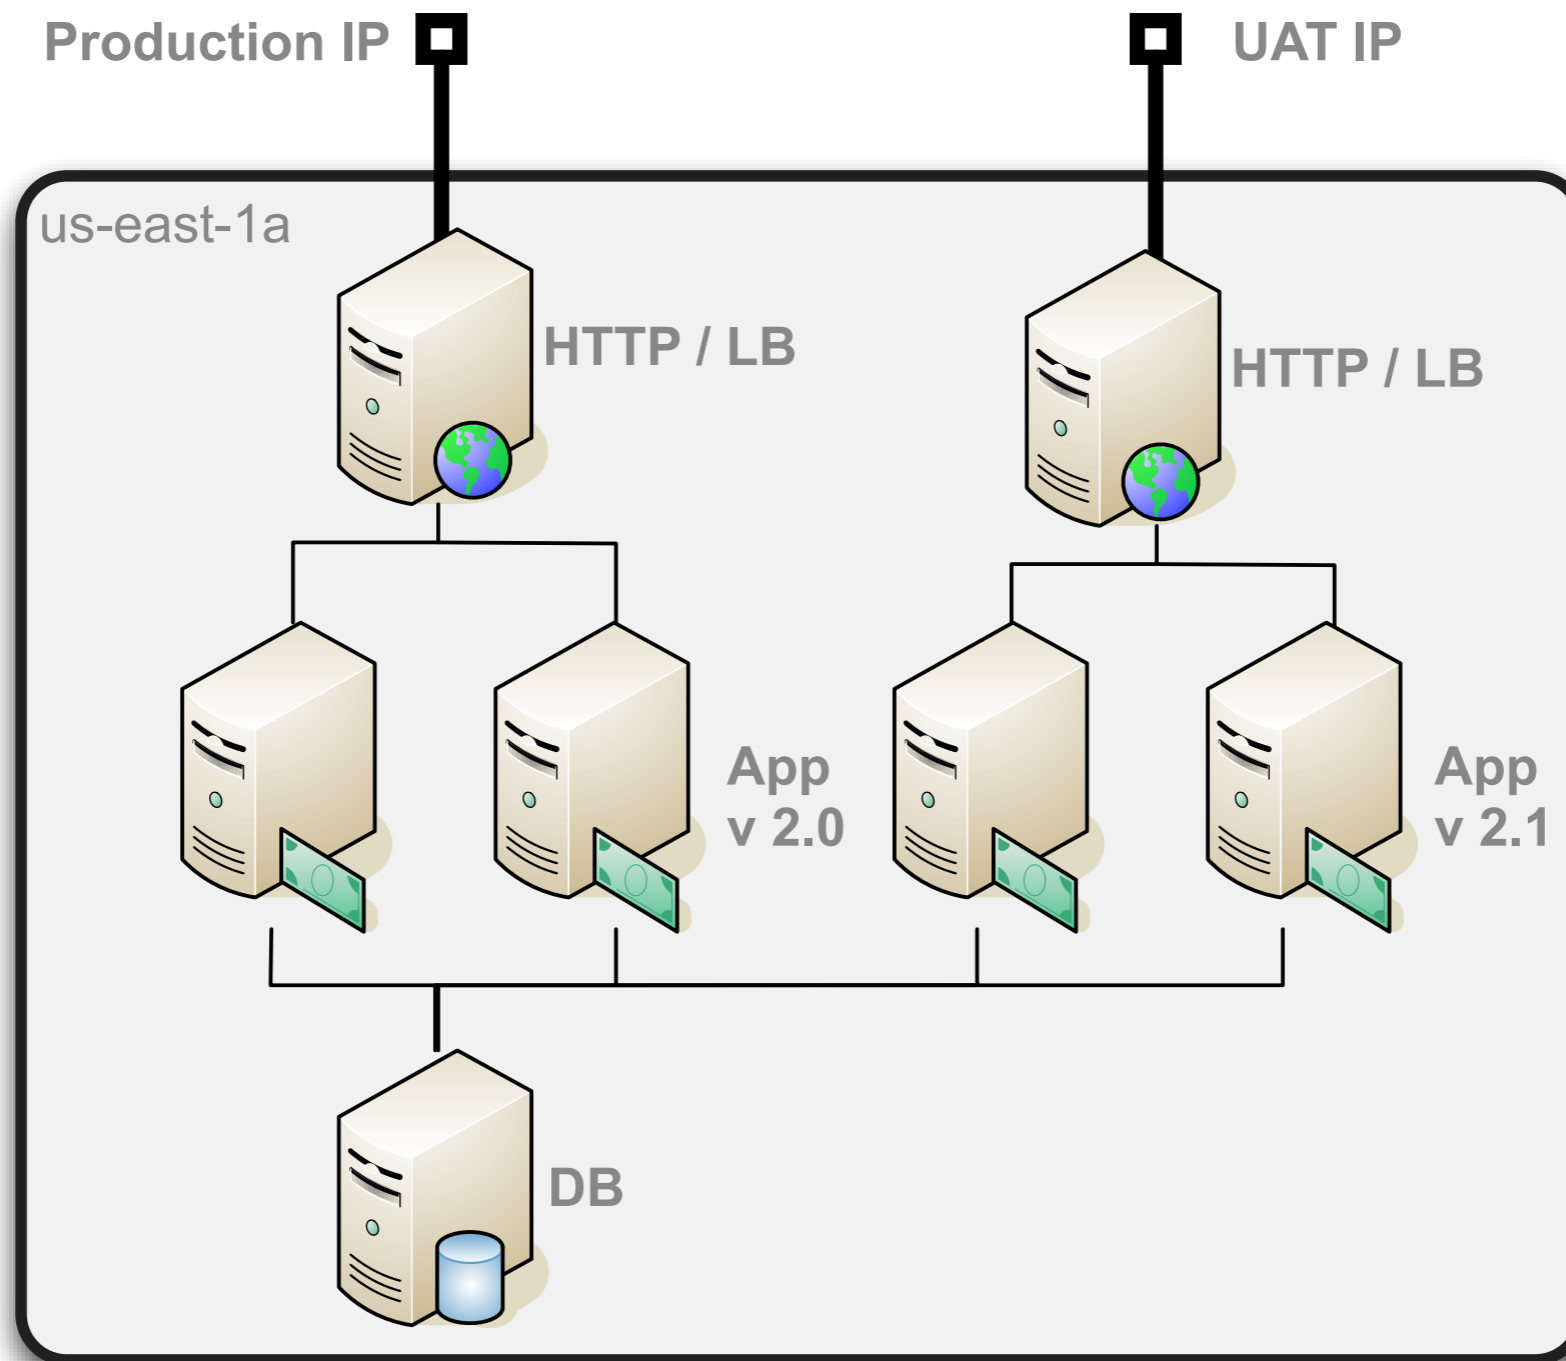 Production IP
UAT IP
us-east-1a
HTTP / LB
HTTP / LB
App
v 2.0
App
v 2.1
DB